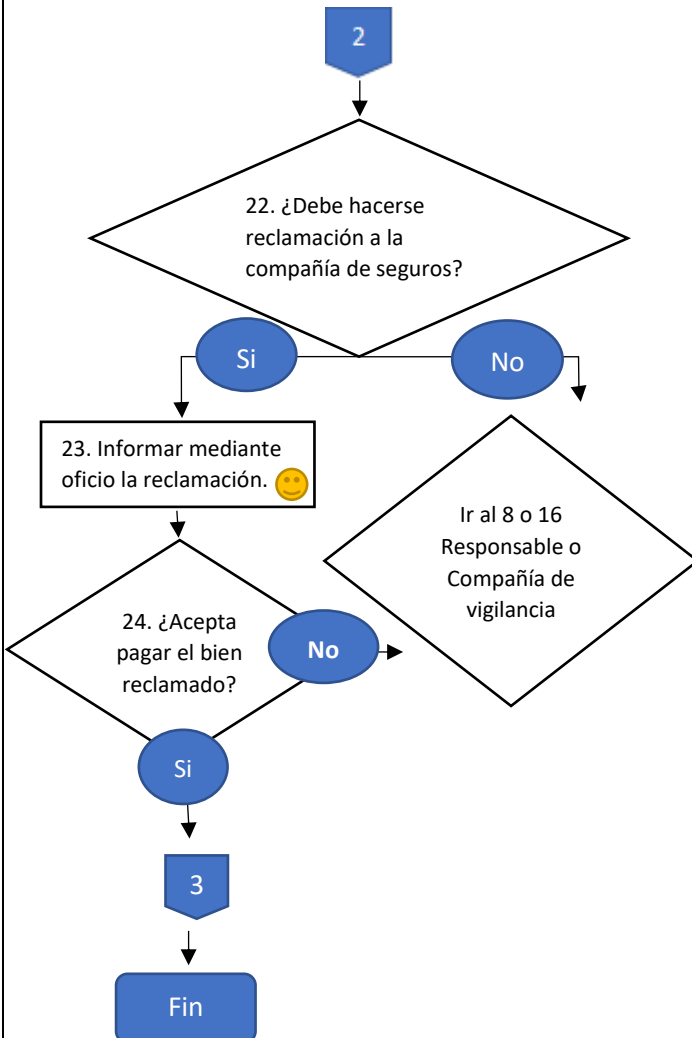 2
22. ¿Debe hacerse
reclamación a la
compañía de seguros?
Si
No
23. Informar mediante
oficio la reclamación.
Ir al 8 o 16
Responsable o
Compañía de
vigilancia
24. ¿Acepta
pagar el bien
reclamado?
No
Si
3
Fin